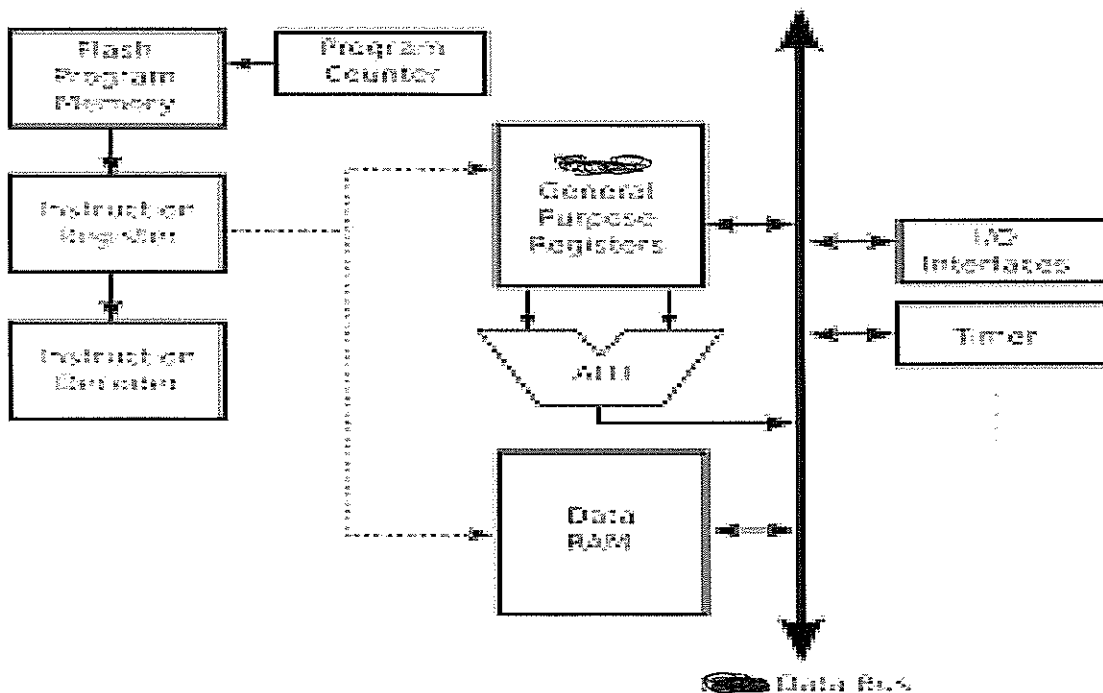 Flash
Program
Memory
Program
Counter
Instruction
Register
Instruction
Decoder
General
Purpose
Registers
ALU
Data
RAM
I/O
Interfaces
Timer
Data Bus